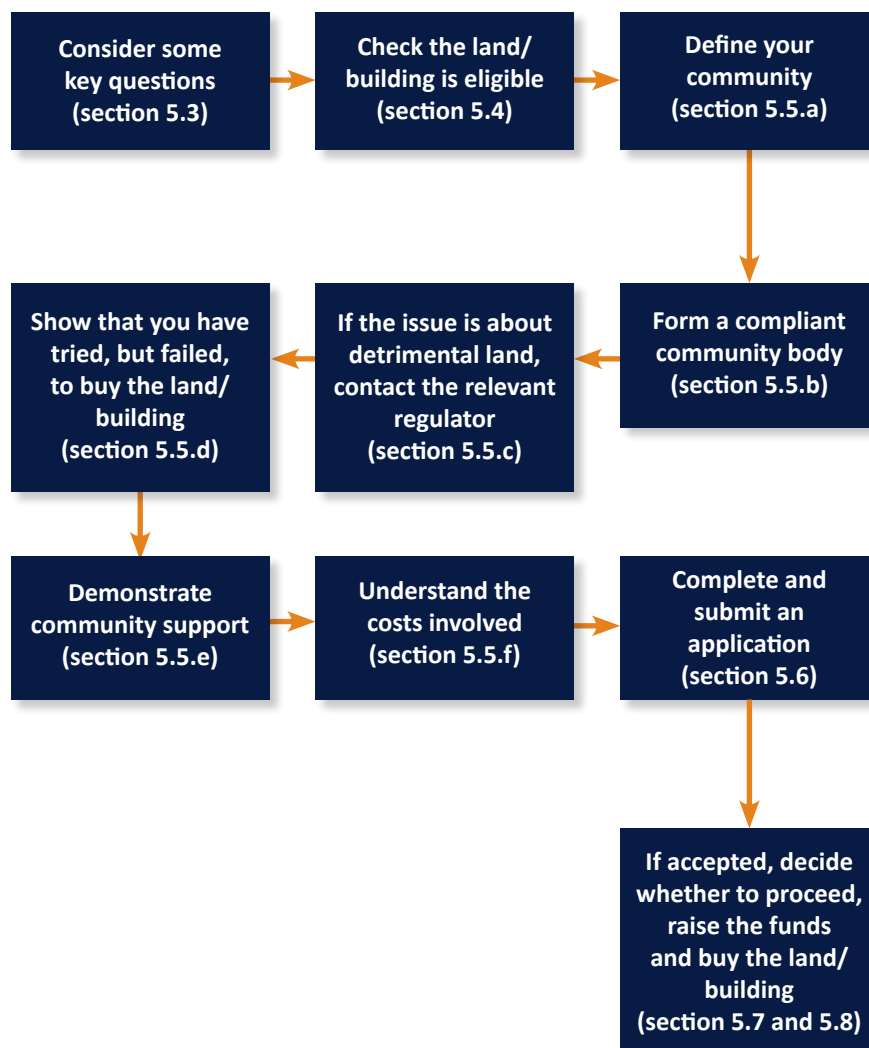 Consider some
key questions
(section 5.3)
Check the land/
building is eligible
(section 5.4)
Define your
community
(section 5.5.a)
Form a compliant
community body
(section 5.5.b)
If the issue is about
detrimental land,
contact the relevant
regulator
(section 5.5.c)
Show that you have
tried, but failed,
to buy the land/
building
(section 5.5.d)
Demonstrate
community support
(section 5.5.e)
Understand the
costs involved
(section 5.5.f)
Complete and
submit an
application
(section 5.6)
If accepted, decide
whether to proceed,
raise the funds
and buy the land/
building
(section 5.7 and 5.8)